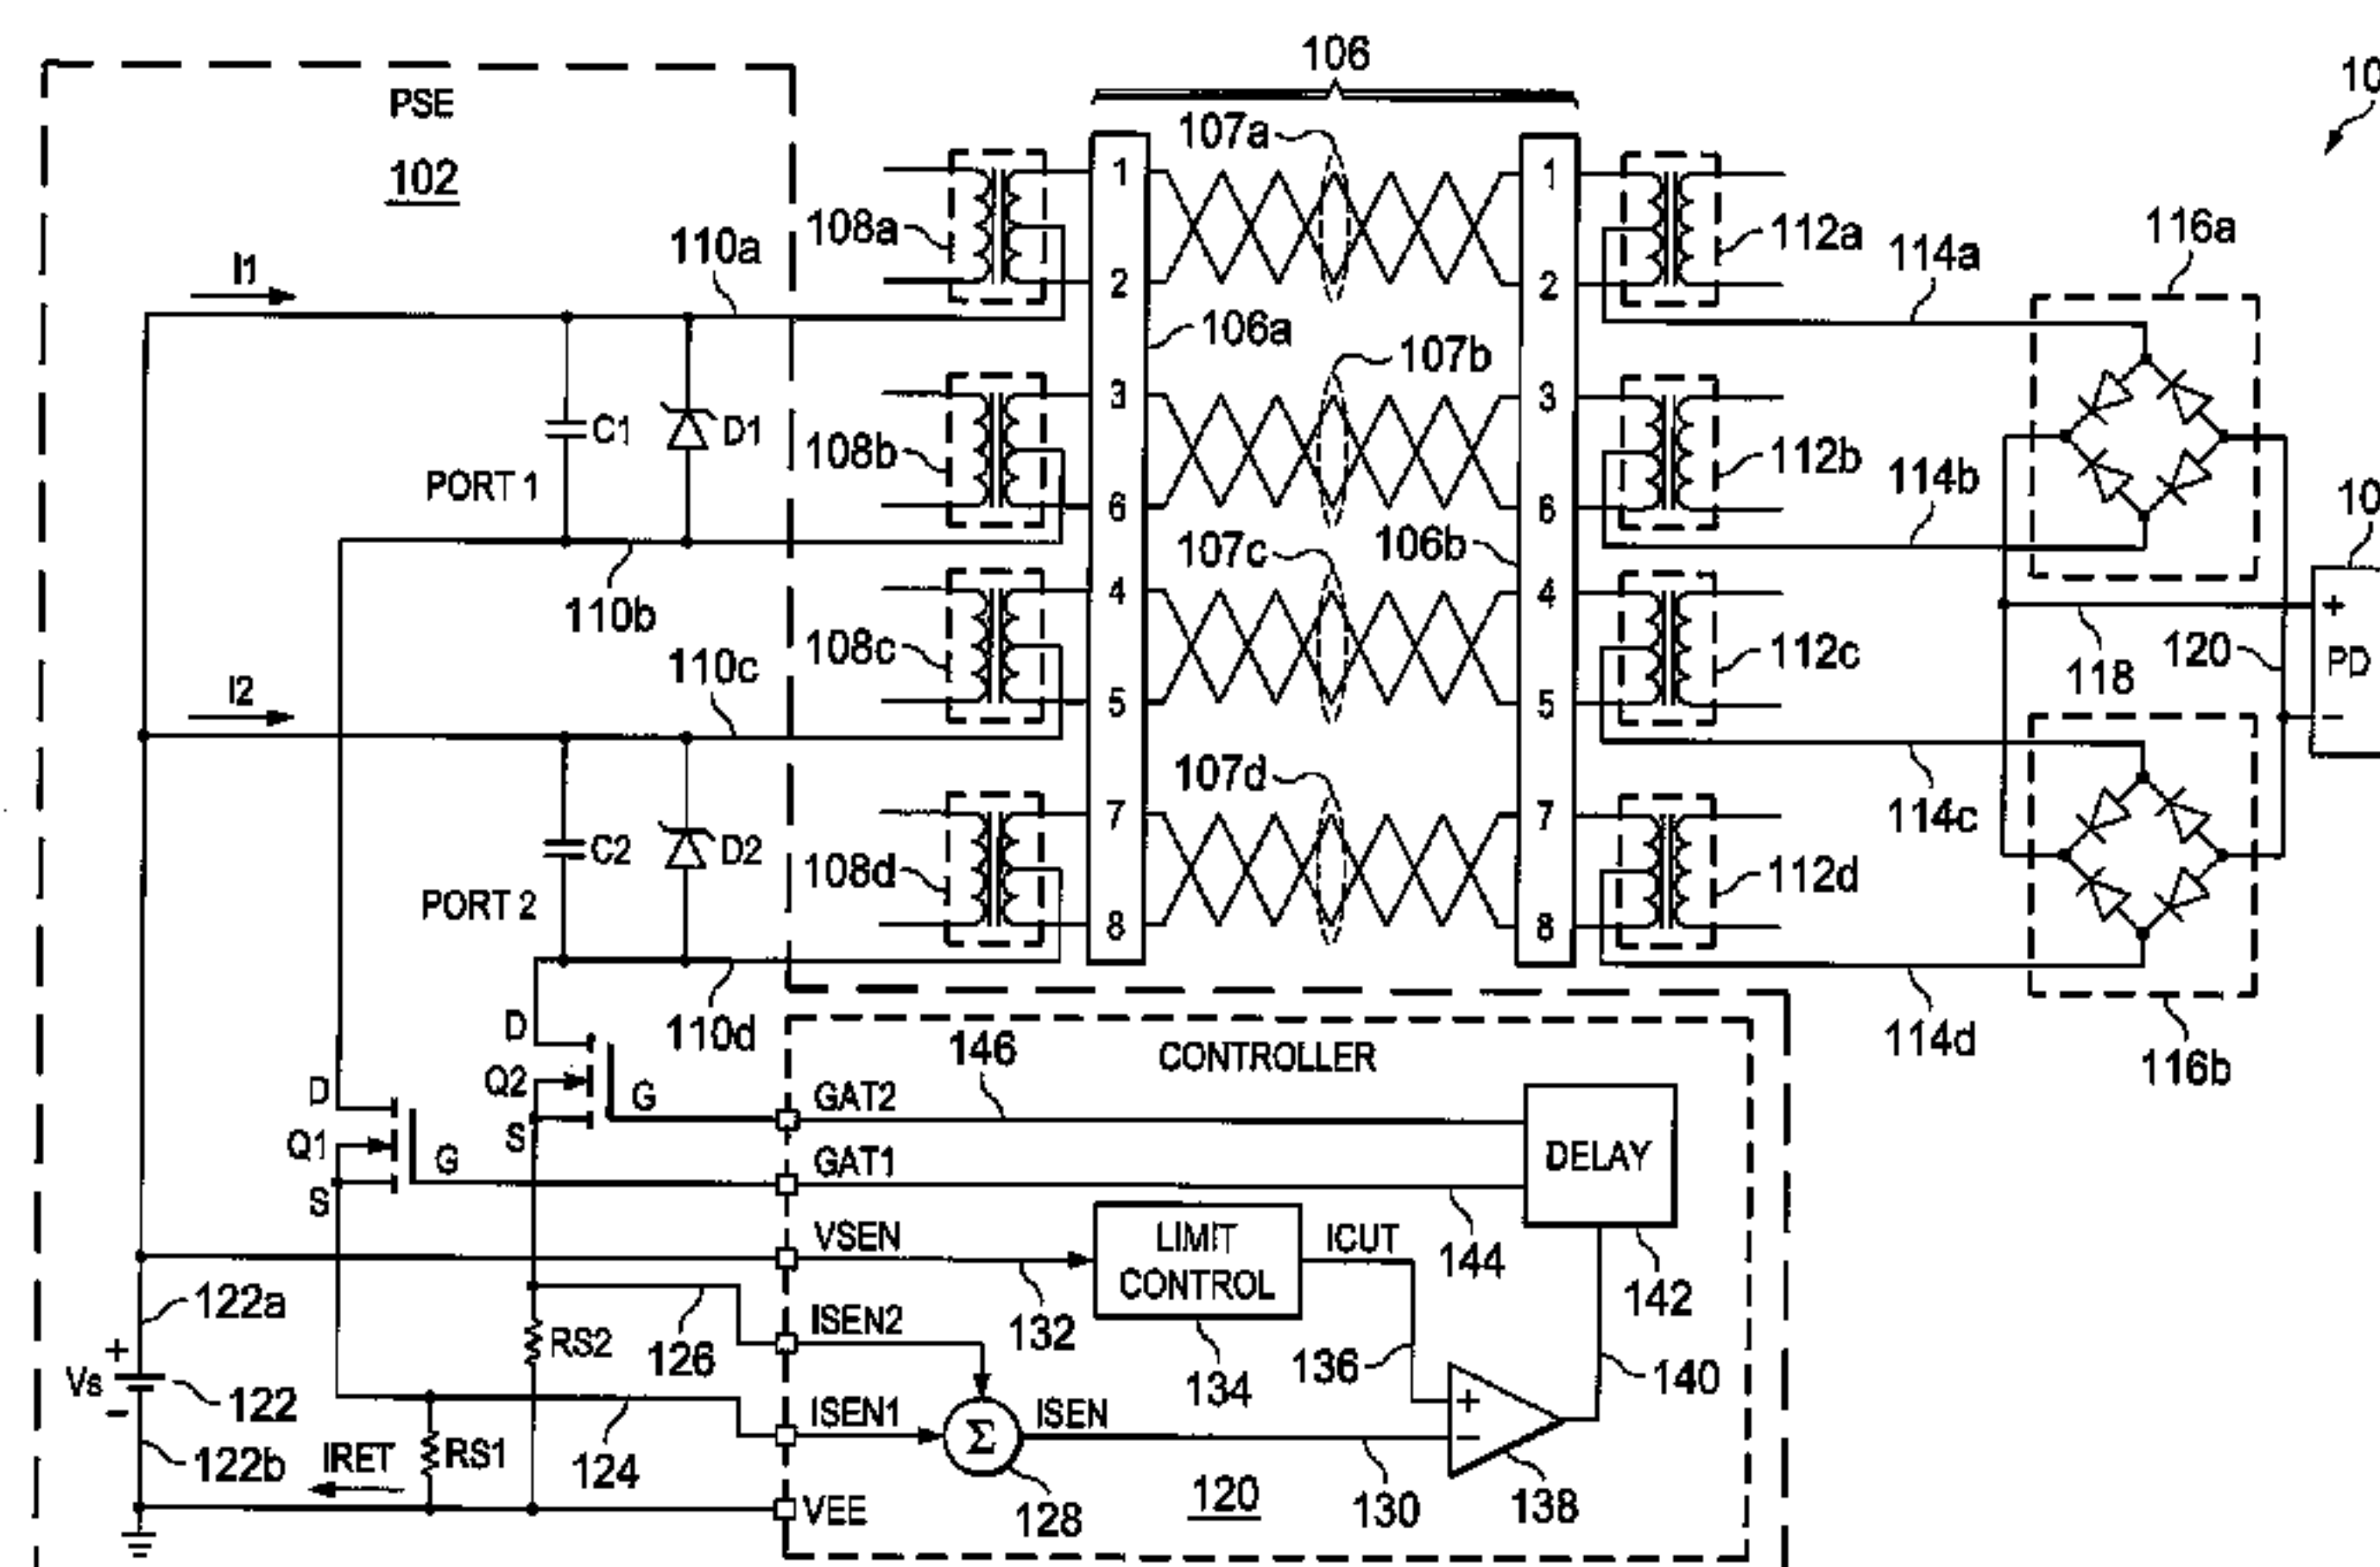 106
10
PSE
102
107a
1
1
108a
112a
116a
110a
114a
I1
2
2
106a
107b
3
3
C1
D1
108b
112b
114b
PORT 1
6
6
10
107c
106b
110b
4
4
+
108c
112c
118
120
PD
110c
I2
5
5
−
107d
114c
7
7
C2
D2
108d
112d
PORT 2
8
8
D
110d
146
CONTROLLER
114d
116b
Q2
G
GAT2
D
S
DELAY
Q1
G
GAT1
S
VSEN
LIMIT
CONTROL
ICUT
144
142
122a
ISEN2
132
+
RS2
126
134
136
140
Vs
122
−
ISEN1
ISEN
+
Σ
−
122b
IRET
RS1
124
128
120
130
138
VEE